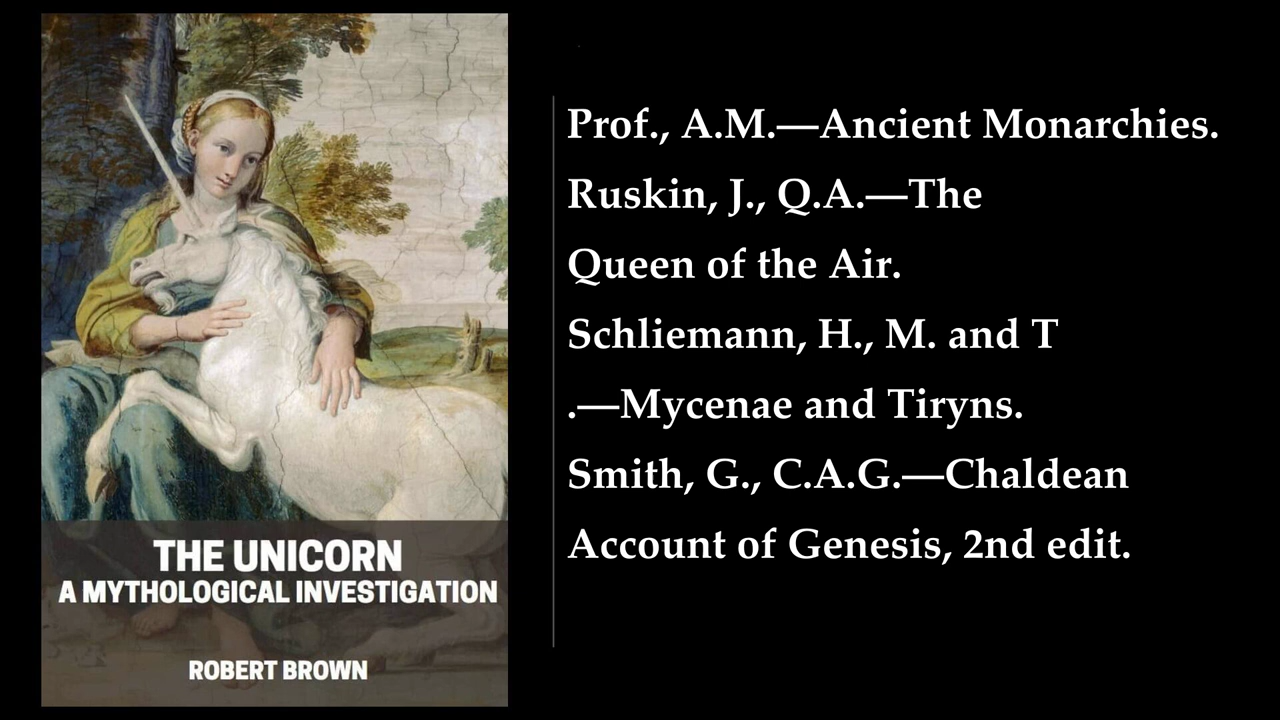 THE UNICORN
A MYTHOLOGICAL INVESTIGATION
ROBERT BROWN
Prof., A.M.—Ancient Monarchies.
Ruskin, J., Q.A.—The
Queen of the Air.
Schliemann, H., M. and T
.—Mycenae and Tiryns.
Smith, G., C.A.G.—Chaldean
Account of Genesis, 2nd edit.